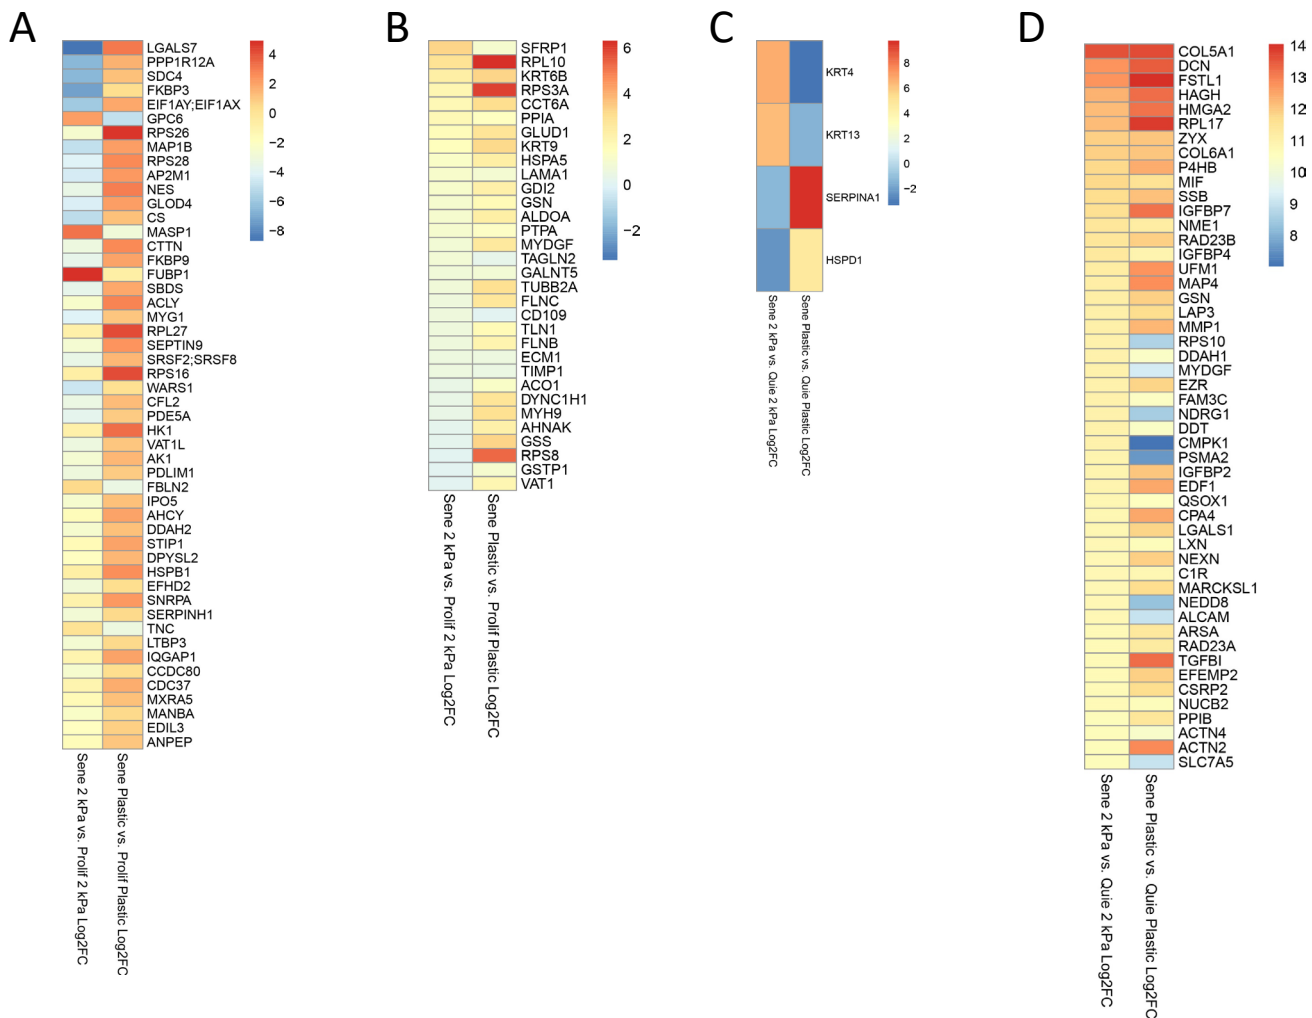 A
LGALS7
PPP1R12A
SDC4
FKBP3
EIF1AY;EIF1AX
GPC6
RPS26
MAP1B
RPS28
AP2M1
NES
GLOD4
CS
MASP1
CTTN
FKBP9
FUBP1
SBDS
ACLY
MYG1
RPL27
SEPTIN9
SRSF2;SRSF8
RPS16
WARS1
CFL2
PDE5A
HK1
VAT1L
AK1
PDLIM1
FBLN2
IPO5
AHCY
DDAH2
STIP1
DPYSL2
HSPB1
EFHD2
SNRPA
SERPINH1
TNC
LTBP3
IQGAP1
CCDC80
CDC37
MXRA5
MANBA
EDIL3
ANPEP
4
2
0
−2
−4
−6
−8
Sene 2 kPa vs. Prolif 2 kPa Log2FC
Sene Plastic vs. Prolif Plastic Log2FC
B
SFRP1
RPL10
KRT6B
RPS3A
CCT6A
PPIA
GLUD1
KRT9
HSPA5
LAMA1
GDI2
GSN
ALDOA
PTPA
MYDGF
TAGLN2
GALNT5
TUBB2A
FLNC
CD109
TLN1
FLNB
ECM1
TIMP1
ACO1
DYNC1H1
MYH9
AHNAK
GSS
RPS8
GSTP1
VAT1
6
4
2
0
−2
Sene 2 kPa vs. Prolif 2 kPa Log2FC
Sene Plastic vs. Prolif Plastic Log2FC
C
KRT4
KRT13
SERPINA1
HSPD1
8
6
4
2
0
−2
Sene 2 kPa vs. Quie 2 kPa Log2FC
Sene Plastic vs. Quie Plastic Log2FC
D
COL5A1
DCN
FSTL1
HAGH
HMGA2
RPL17
ZYX
COL6A1
P4HB
MIF
SSB
IGFBP7
NME1
RAD23B
IGFBP4
UFM1
MAP4
GSN
LAP3
MMP1
RPS10
DDAH1
MYDGF
EZR
FAM3C
NDRG1
DDT
CMPK1
PSMA2
IGFBP2
EDF1
QSOX1
CPA4
LGALS1
LXN
NEXN
C1R
MARCKSL1
NEDD8
ALCAM
ARSA
RAD23A
TGFBI
EFEMP2
CSRP2
NUCB2
PPIB
ACTN4
ACTN2
SLC7A5
14
13
12
11
10
9
8
Sene 2 kPa vs. Quie 2 kPa Log2FC
Sene Plastic vs. Quie Plastic Log2FC